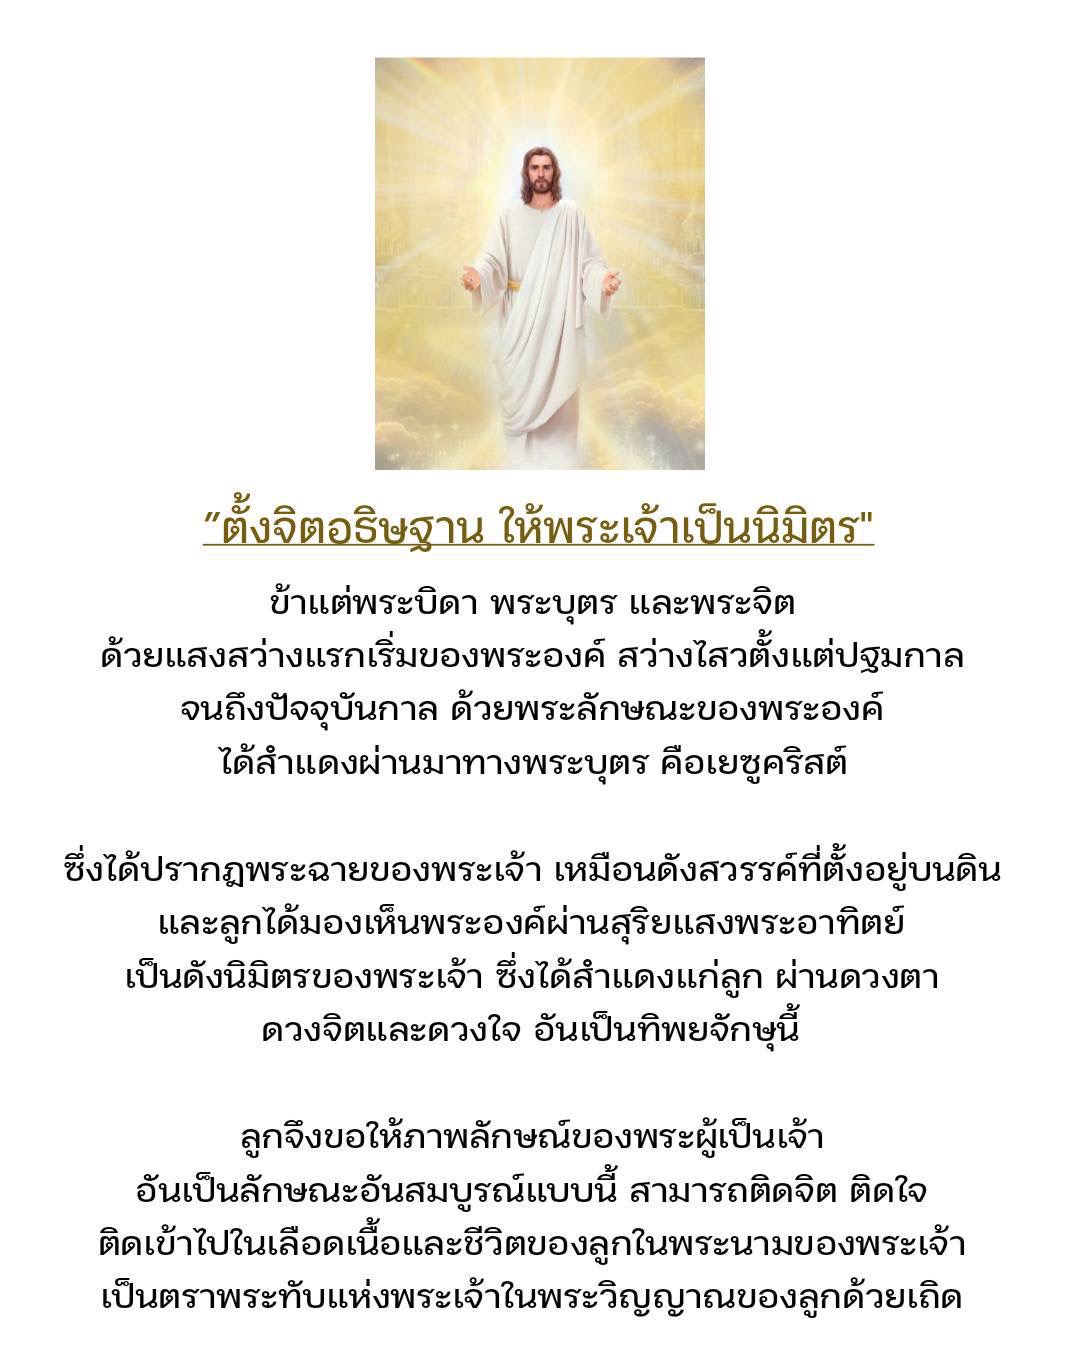 “ตั้งจิตอธิษฐาน ให้พระเจ้าเป็นนิมิตร"
ข้าแต่พระบิดา พระบุตร และพระจิต
ด้วยแสงสว่างแรกเริ่มของพระองค์ สว่างไสวตั้งแต่ปฐมกาล
จนถึงปัจจุบันกาล ด้วยพระลักษณะของพระองค์
ได้สำแดงผ่านมาทางพระบุตร คือเยซูคริสต์
ซึ่งได้ปรากฎพระฉายของพระเจ้า เหมือนดังสวรรค์ที่ตั้งอยู่บนดิน
และลูกได้มองเห็นพระองค์ผ่านสุริยแสงพระอาทิตย์
เป็นดังนิมิตรของพระเจ้า ซึ่งได้สำแดงแก่ลูก ผ่านดวงตา
ดวงจิตและดวงใจ อันเป็นทิพยจักษุนี้
ลูกจึงขอให้ภาพลักษณ์ของพระผู้เป็นเจ้า
อันเป็นลักษณะอันสมบูรณ์แบบนี้ สามารถติดจิต ติดใจ
ติดเข้าไปในเลือดเนื้อและชีวิตของลูกในพระนามของพระเจ้า
เป็นตราพระทับแห่งพระเจ้าในพระวิญญาณของลูกด้วยเถิด